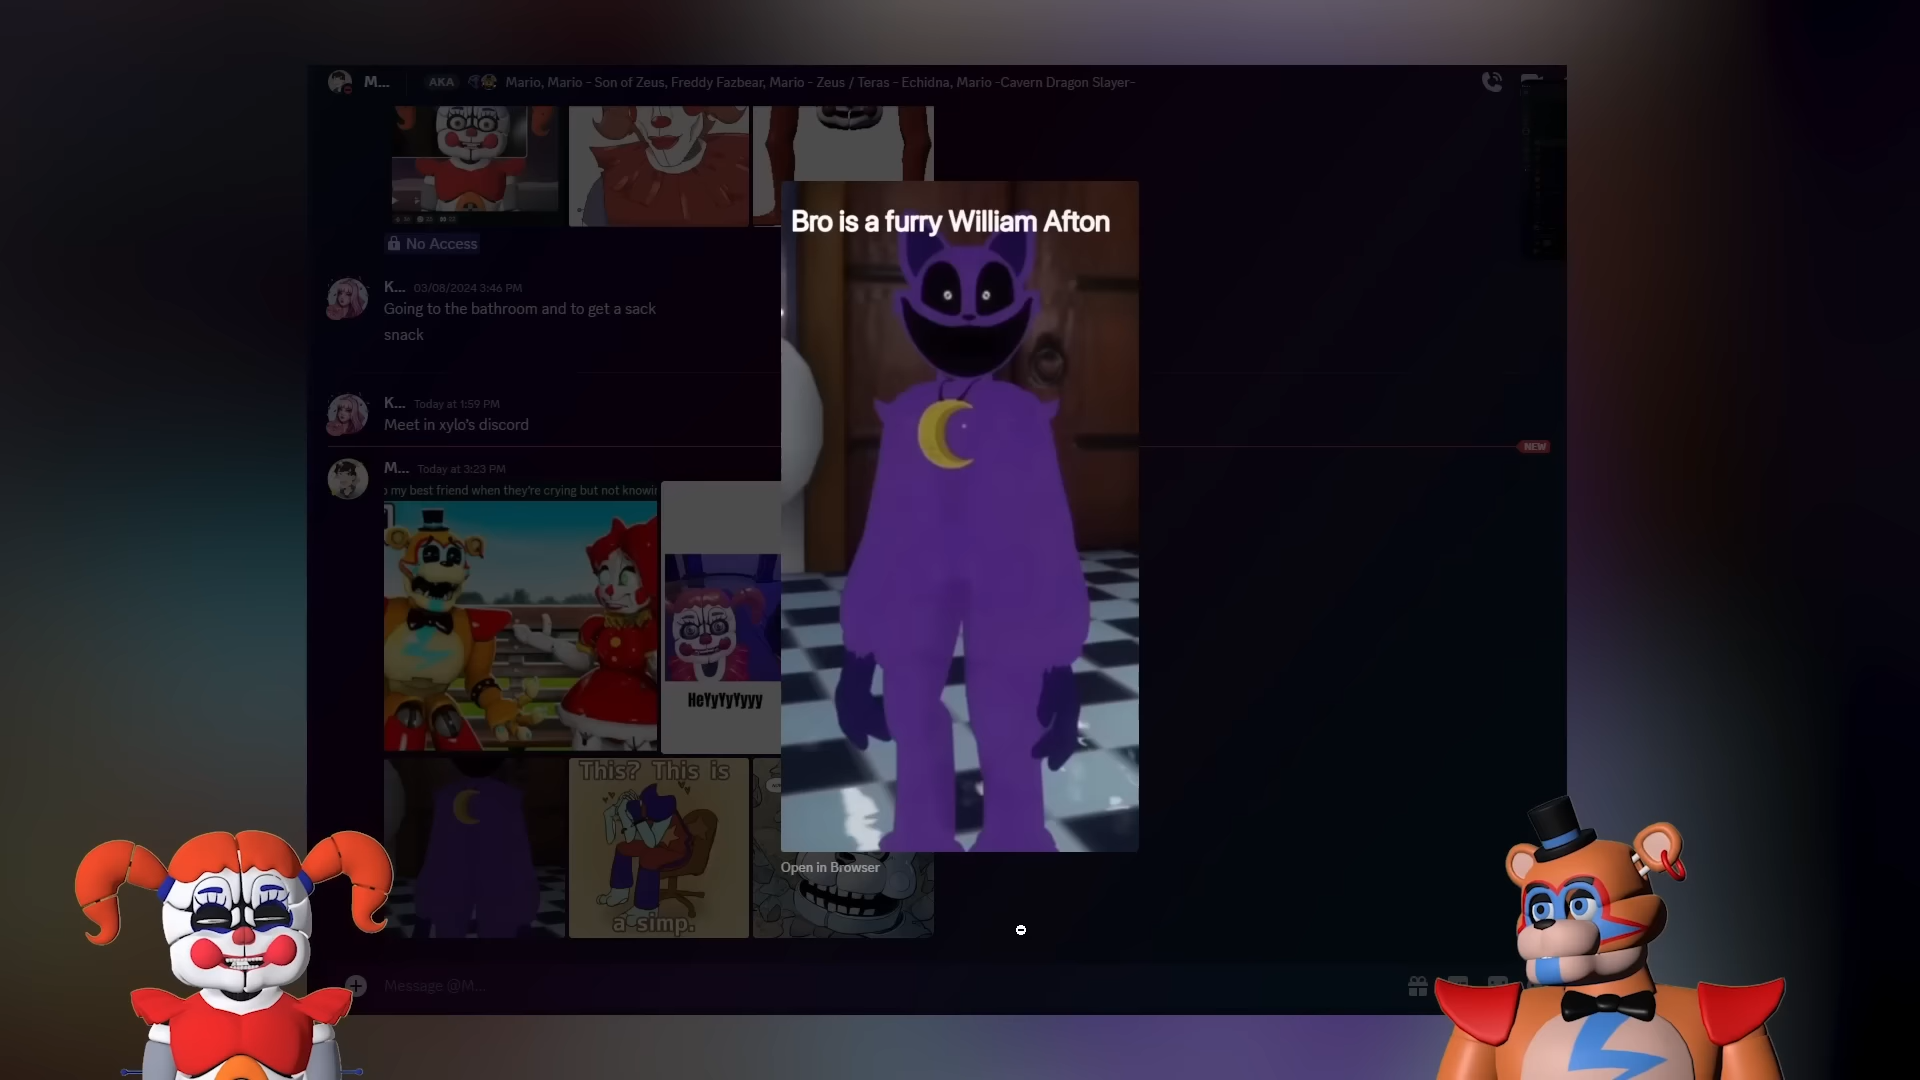 M...
AKA
Mario, Mario - Son of Zeus, Freddy Fazbear, Mario - Zeus / Teras - Echidna, Mario -Cavern Dragon Slayer-
No Access
K... 03/08/2024 3:46 PM
Going to the bathroom and to get a sack
snack
K... Today at 1:59 PM
Meet in xylo's discord
NEW
M... Today at 3:23 PM
my best friend when they're crying but not knowin
HeYyYyYyyy
This? This is
a simp.
Bro is a furry William Afton
Open in Browser
Message @M...